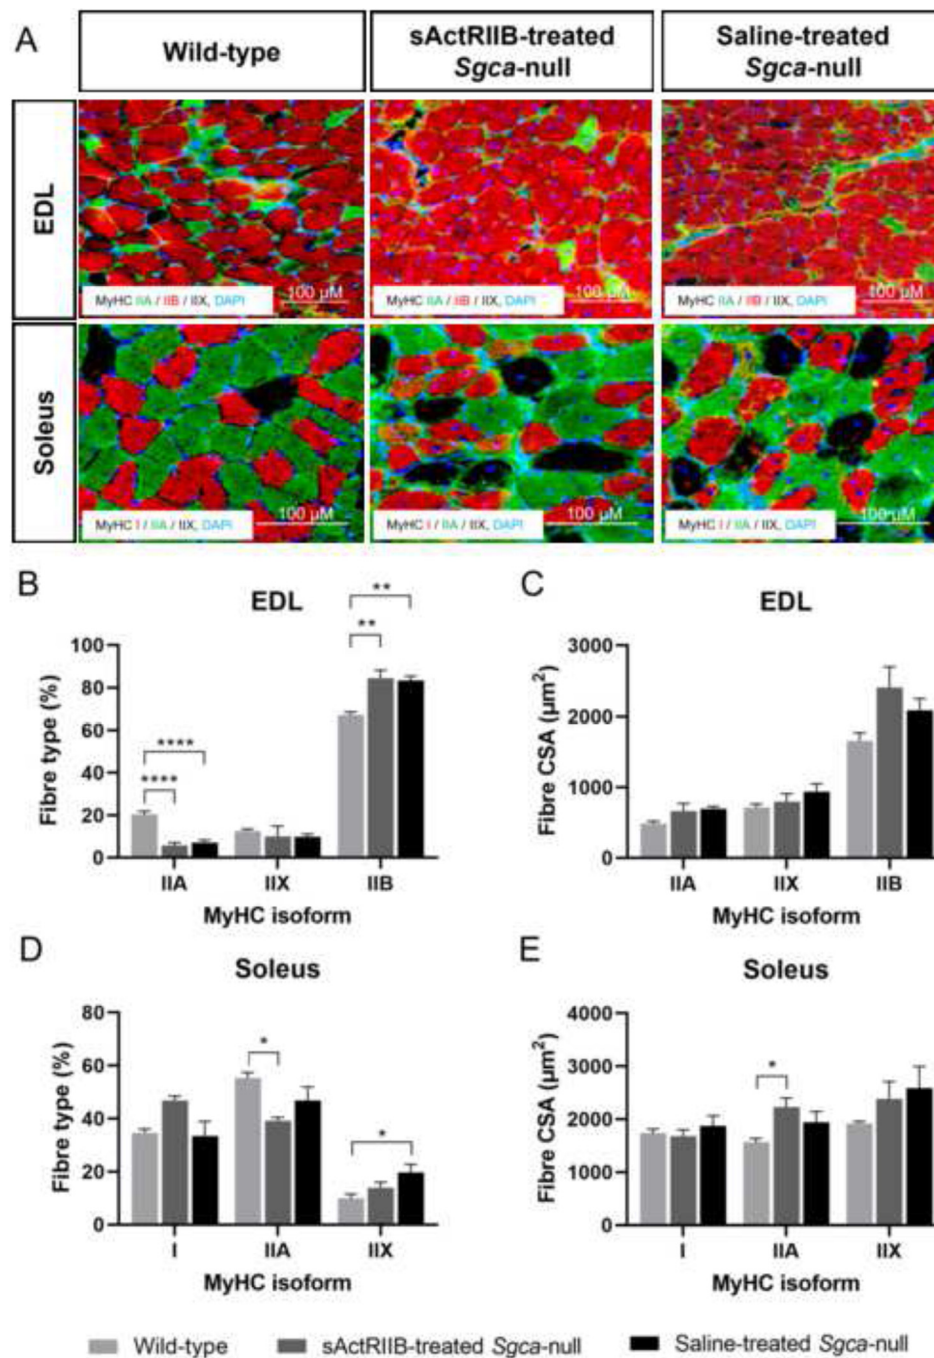 A
Wild-type
sActRIIB-treated
Sgca-null
Saline-treated
Sgca-null
EDL
MyHC IIA / IIB / IIX, DAPI
100 µM
MyHC IIA / IIB / IIX, DAPI
100 µM
MyHC IIA / IIB / IIX, DAPI
100 µM
Soleus
MyHC I / IIA / IIX, DAPI
100 µM
MyHC I / IIA / IIX, DAPI
100 µM
MyHC I / IIA / IIX, DAPI
100 µM
B
EDL
Fibre type (%)
100
80
60
40
20
0
****
****
**
**
IIA
IIX
IIB
MyHC isoform
C
EDL
Fibre CSA (µm²)
3000
2000
1000
0
IIA
IIX
IIB
MyHC isoform
D
Soleus
Fibre type (%)
80
60
40
20
0
*
*
I
IIA
IIX
MyHC isoform
E
Soleus
Fibre CSA (µm²)
4000
3000
2000
1000
0
*
I
IIA
IIX
MyHC isoform
Wild-type
sActRIIB-treated Sgca-null
Saline-treated Sgca-null